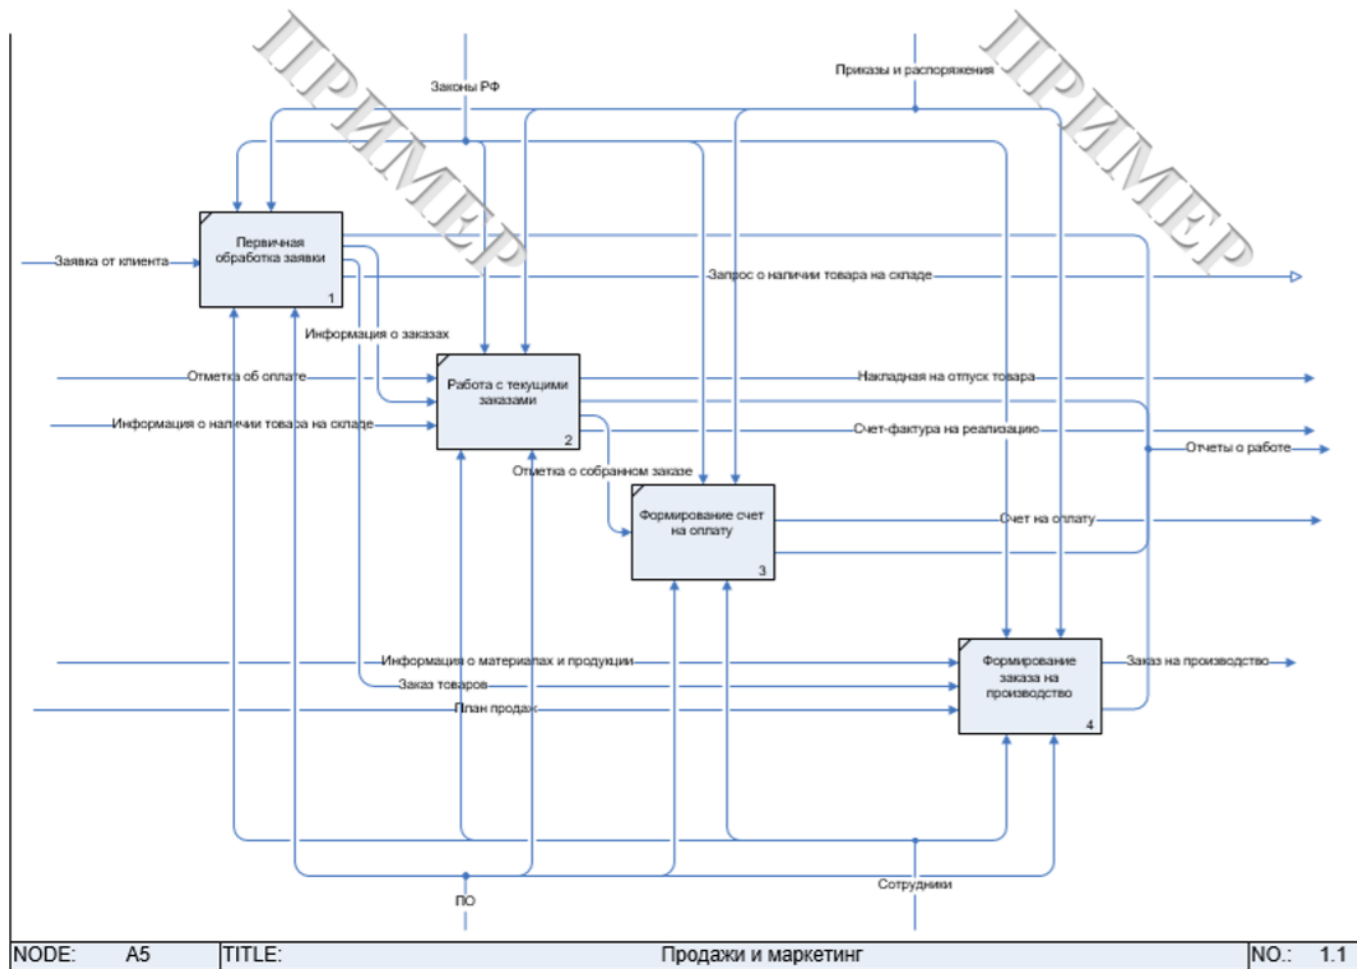 ПРИМЕР
ПРИМЕР
Приказы и распоряжения
Законы РФ
Первичная
обработка заявки
1
Заявка от клиента
Запрос о наличии товара на складе
Информация о заказах
Отметка об оплате
Работа с текущими
заказами
2
Накладная на отпуск товара
Информация о наличии товара на складе
Счет-фактура на реализацию
Отчеты о работе
Отметка о собранном заказе
Формирование счет
на оплату
3
Счет на оплату
Информация о материалах и продукции
Формирование
заказа на
производство
4
Заказ на производство
Заказ товаров
План продаж
Сотрудники
ПО
NODE: A5 TITLE: Продажи и маркетинг NO.: 1.1